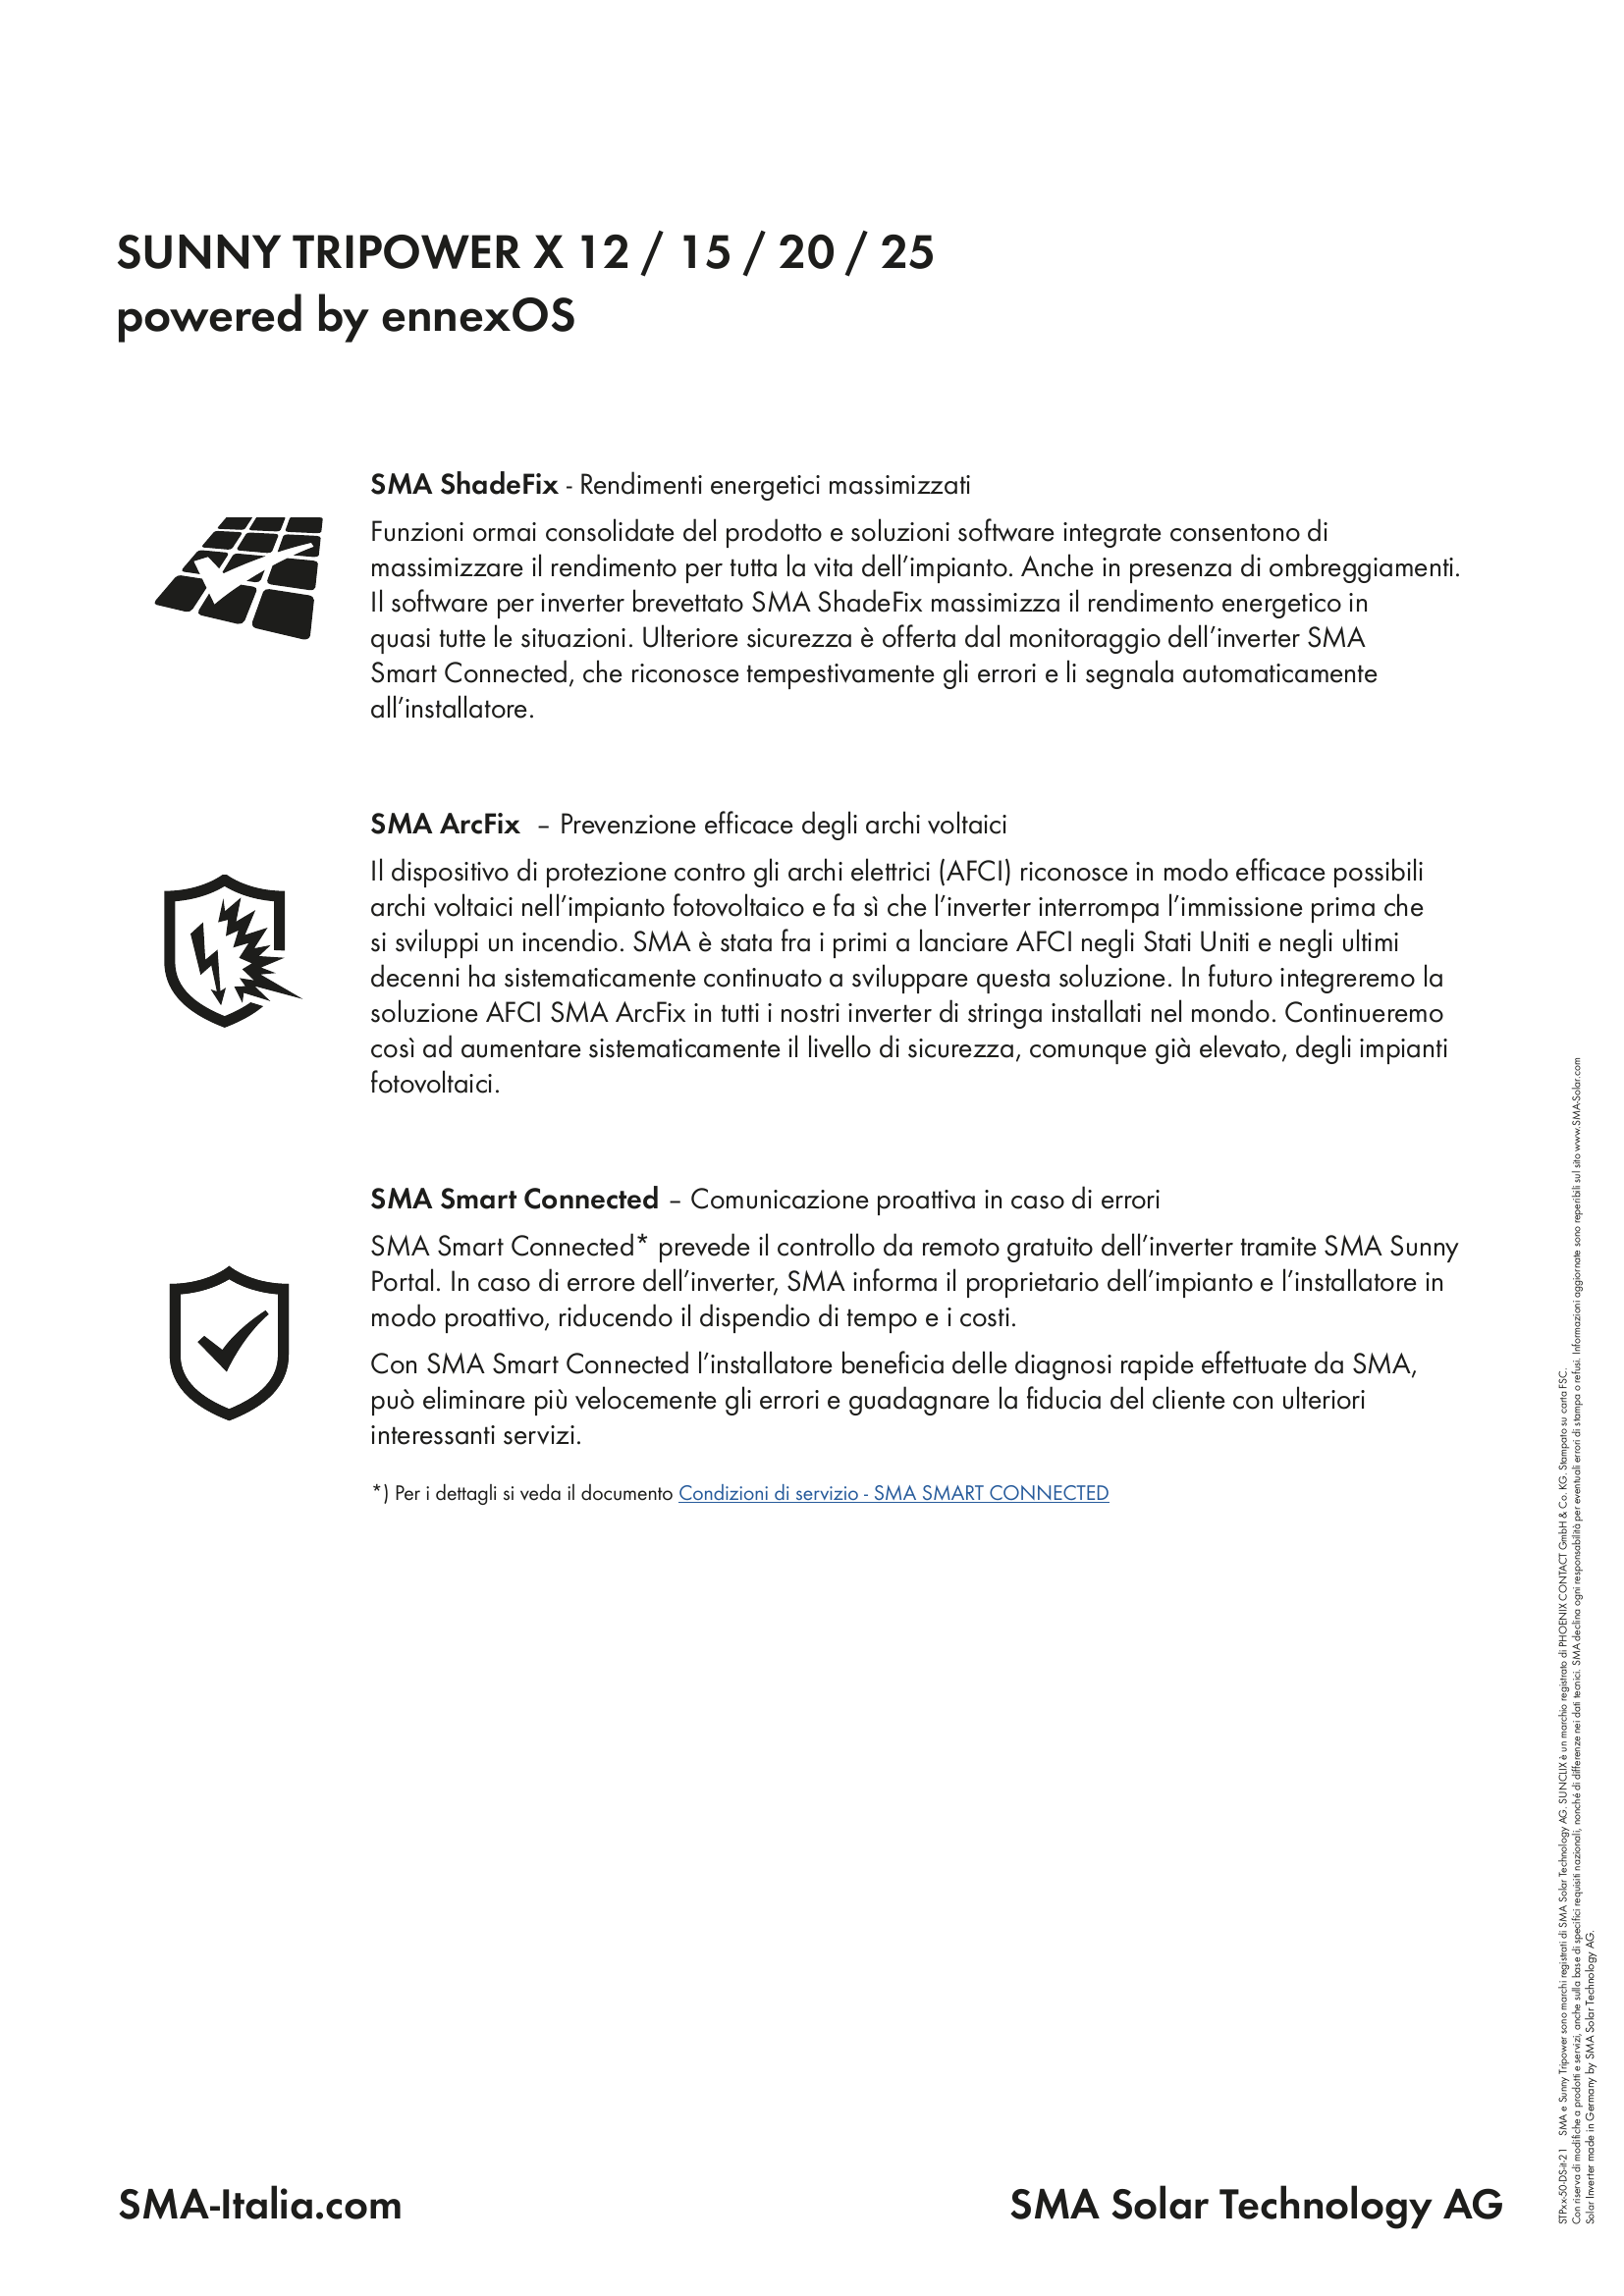 SUNNY TRIPOWER X 12 / 15 / 20 / 25
powered by ennexOS
SMA ShadeFix - Rendimenti energetici massimizzati
Funzioni ormai consolidate del prodotto e soluzioni software integrate consentono di
massimizzare il rendimento per tutta la vita dell’impianto. Anche in presenza di ombreggiamenti.
Il software per inverter brevettato SMA ShadeFix massimizza il rendimento energetico in
quasi tutte le situazioni. Ulteriore sicurezza è offerta dal monitoraggio dell’inverter SMA
Smart Connected, che riconosce tempestivamente gli errori e li segnala automaticamente
all’installatore.
SMA ArcFix – Prevenzione efficace degli archi voltaici
Il dispositivo di protezione contro gli archi elettrici (AFCI) riconosce in modo efficace possibili
archi voltaici nell’impianto fotovoltaico e fa sì che l’inverter interrompa l’immissione prima che
si sviluppi un incendio. SMA è stata fra i primi a lanciare AFCI negli Stati Uniti e negli ultimi
decenni ha sistematicamente continuato a sviluppare questa soluzione. In futuro integreremo la
soluzione AFCI SMA ArcFix in tutti i nostri inverter di stringa installati nel mondo. Continueremo
così ad aumentare sistematicamente il livello di sicurezza, comunque già elevato, degli impianti
fotovoltaici.
SMA Smart Connected – Comunicazione proattiva in caso di errori
SMA Smart Connected* prevede il controllo da remoto gratuito dell’inverter tramite SMA Sunny
Portal. In caso di errore dell’inverter, SMA informa il proprietario dell’impianto e l’installatore in
modo proattivo, riducendo il dispendio di tempo e i costi.
Con SMA Smart Connected l’installatore beneficia delle diagnosi rapide effettuate da SMA,
può eliminare più velocemente gli errori e guadagnare la fiducia del cliente con ulteriori
interessanti servizi.
*) Per i dettagli si veda il documento Condizioni di servizio - SMA SMART CONNECTED
STPxx-50-DS-it-21 SMA e Sunny Tripower sono marchi registrati di SMA Solar Technology AG. SUNCLIX è un marchio registrato di PHOENIX CONTACT GmbH & Co. KG. Stampato su carta FSC.
Con riserva di modifiche a prodotti e servizi, anche sulla base di specifici requisiti nazionali, nonché di differenze nei dati tecnici. SMA declina ogni responsabilità per eventuali errori di stampa o refusi. Informazioni aggiornate sono reperibili sul sito www.SMA-Solar.com
Solar Inverter made in Germany by SMA Solar Technology AG.
SMA-Italia.com
SMA Solar Technology AG